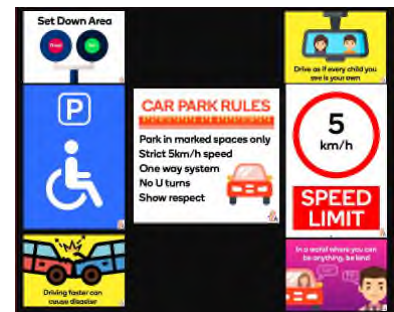 Set Down Area
Drive as if every child you
see is your own
P
CAR PARK RULES
Park in marked spaces only
Strict 5km/h speed
One way system
No U turns
Show respect
5
km/h
SPEED
LIMIT
Driving faster can
cause disaster
In a world where you can
be anything, be kind